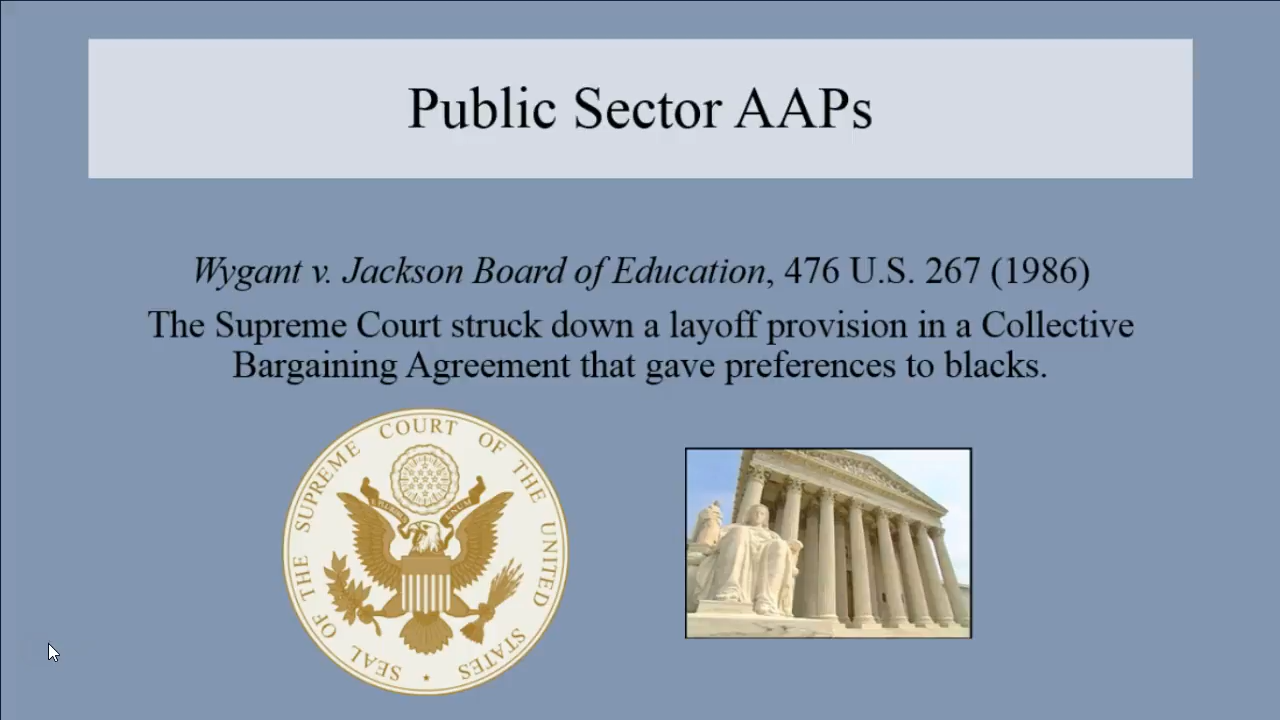 Public Sector AAPs
Wygant v. Jackson Board of Education, 476 U.S. 267 (1986)
The Supreme Court struck down a layoff provision in a Collective
Bargaining Agreement that gave preferences to blacks.
SEAL OF THE SUPREME COURT OF THE UNITED STATES